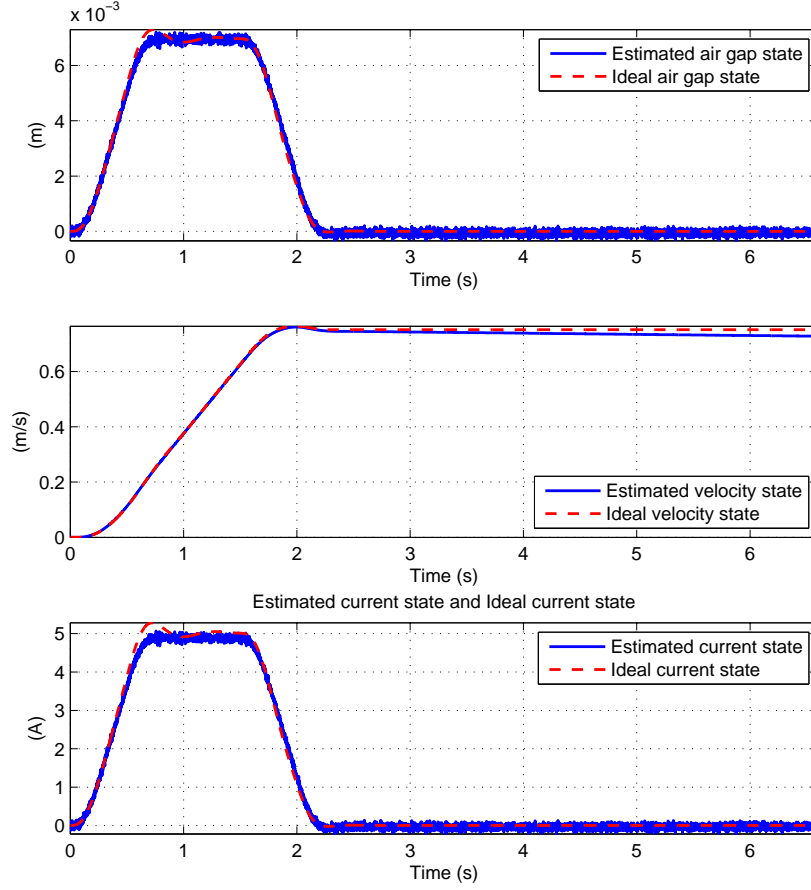 x 10⁻³
6
4
2
0
(m)
Estimated air gap state
Ideal air gap state
0 1 2 3 4 5 6
Time (s)
0.6
0.4
0.2
0
(m/s)
Estimated velocity state
Ideal velocity state
0 1 2 3 4 5 6
Time (s)
Estimated current state and Ideal current state
5
4
3
2
1
0
(A)
Estimated current state
Ideal current state
0 1 2 3 4 5 6
Time (s)